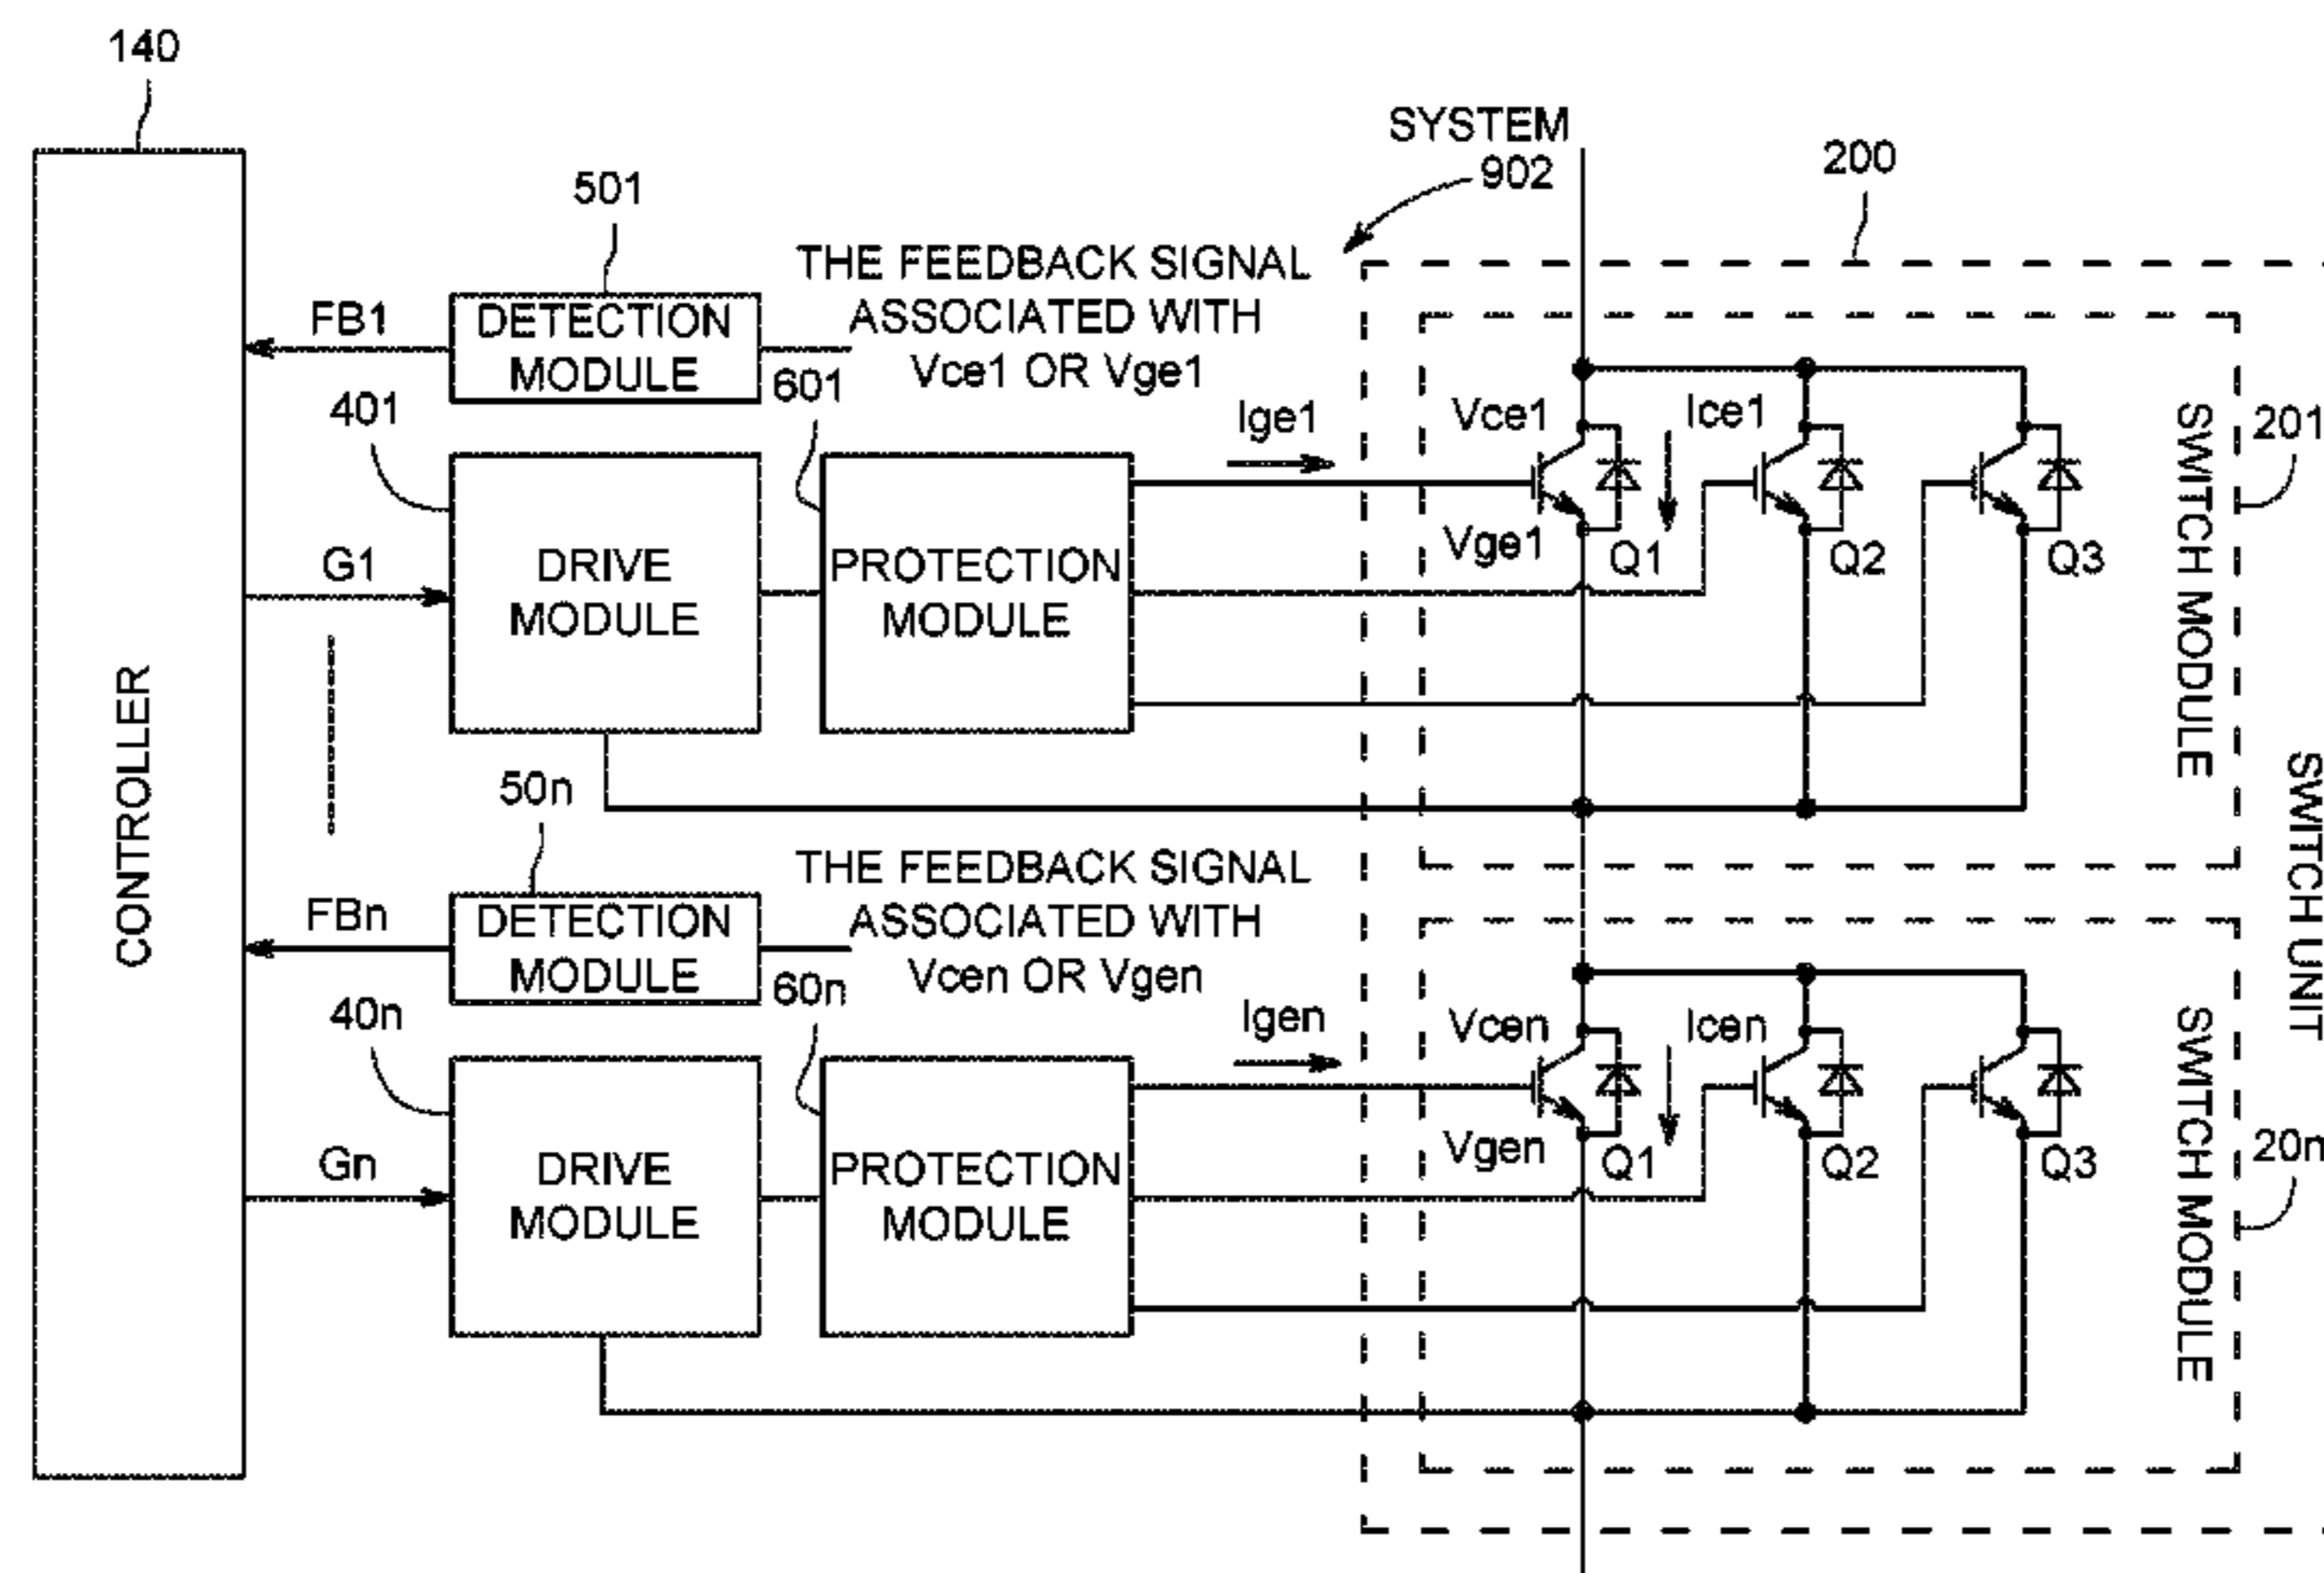 140
SYSTEM
902
200
501
THE FEEDBACK SIGNAL
ASSOCIATED WITH
Vce1 OR Vge1
FB1
DETECTION
MODULE
601
401
Ige1
Vce1
Ice1
201
SWITCH MODULE
G1
DRIVE
MODULE
PROTECTION
MODULE
Vge1
Q1
Q2
Q3
CONTROLLER
SWITCH UNIT
50n
THE FEEDBACK SIGNAL
ASSOCIATED WITH
Vcen OR Vgen
FBn
DETECTION
MODULE
60n
40n
Igen
Vcen
Icen
SWITCH MODULE
20n
Gn
DRIVE
MODULE
PROTECTION
MODULE
Vgen
Q1
Q2
Q3